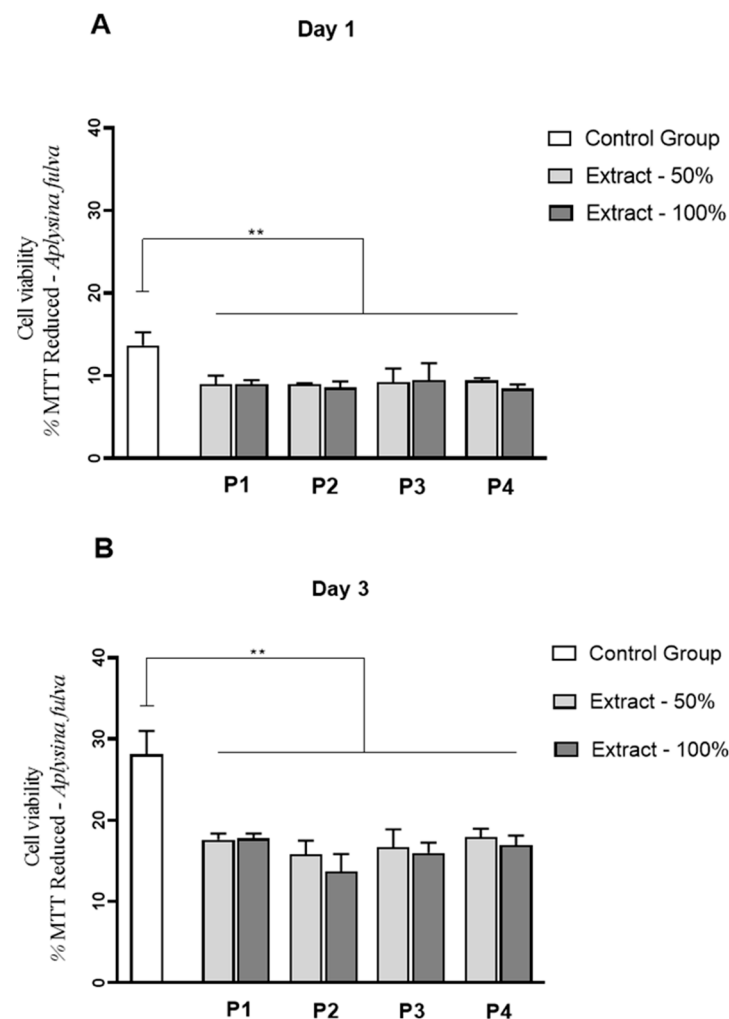 A
Day 1
Cell viability
% MTT Reduced - Aplysina fulva
40
30
20
10
0
**
Control Group
Extract - 50%
Extract - 100%
P1 P2 P3 P4
B
Day 3
Cell viability
% MTT Reduced - Aplysina fulva
40
30
20
10
0
**
Control Group
Extract - 50%
Extract - 100%
P1 P2 P3 P4